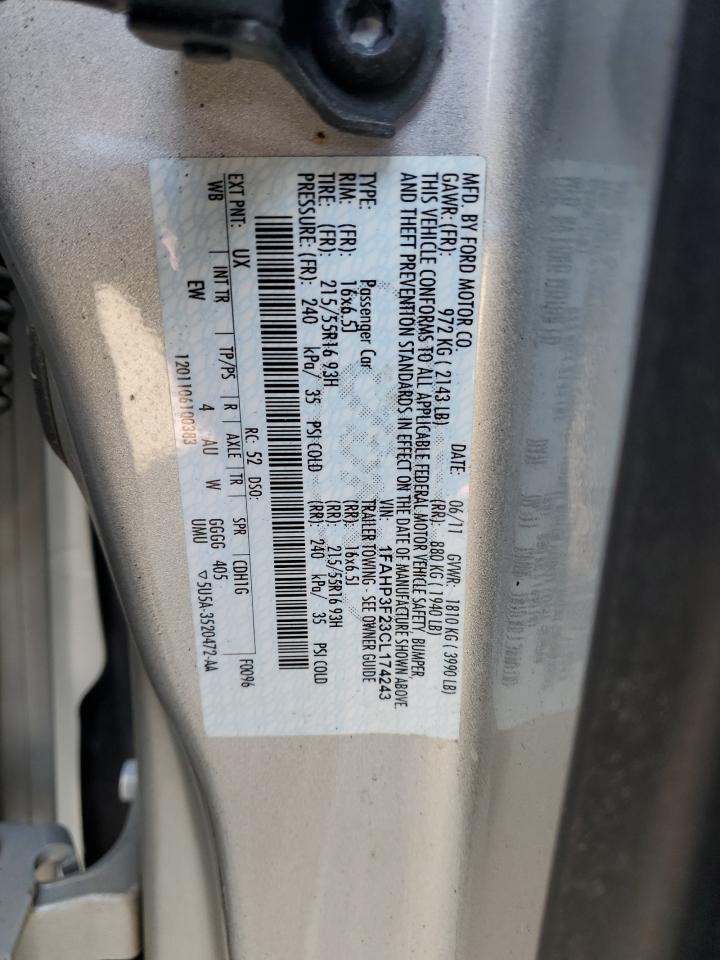 MFD. BY FORD MOTOR CO.
DATE: 06/11 GVWR: 1810 KG ( 3990 LB)
GAWR: (FR): 972 KG ( 2143 LB) (RR): 880 KG ( 1940 LB)
THIS VEHICLE CONFORMS TO ALL APPLICABLE FEDERAL MOTOR VEHICLE SAFETY, BUMPER,
AND THEFT PREVENTION STANDARDS IN EFFECT ON THE DATE OF MANUFACTURE SHOWN ABOVE.
VIN: 1FAHP3F23CL174243
TYPE: Passenger Car TRAILER TOWING - SEE OWNER GUIDE
RIM: (FR): 16x6.5J (RR): 16x6.5J
TIRE: (FR): 215/55R16 93H (RR): 215/55R16 93H
PRESSURE: (FR): 240 kPa/ 35 PSI COLD (RR): 240 kPa/ 35 PSI COLD
F0096
EXT PNT: UX RC: 52 DSO:
WB INT TR TP/PS R AXLE TR SPR CDH1G
EW 4 AU W GGGG 405
UMU
1201106100383 5U5A-3520472-AA